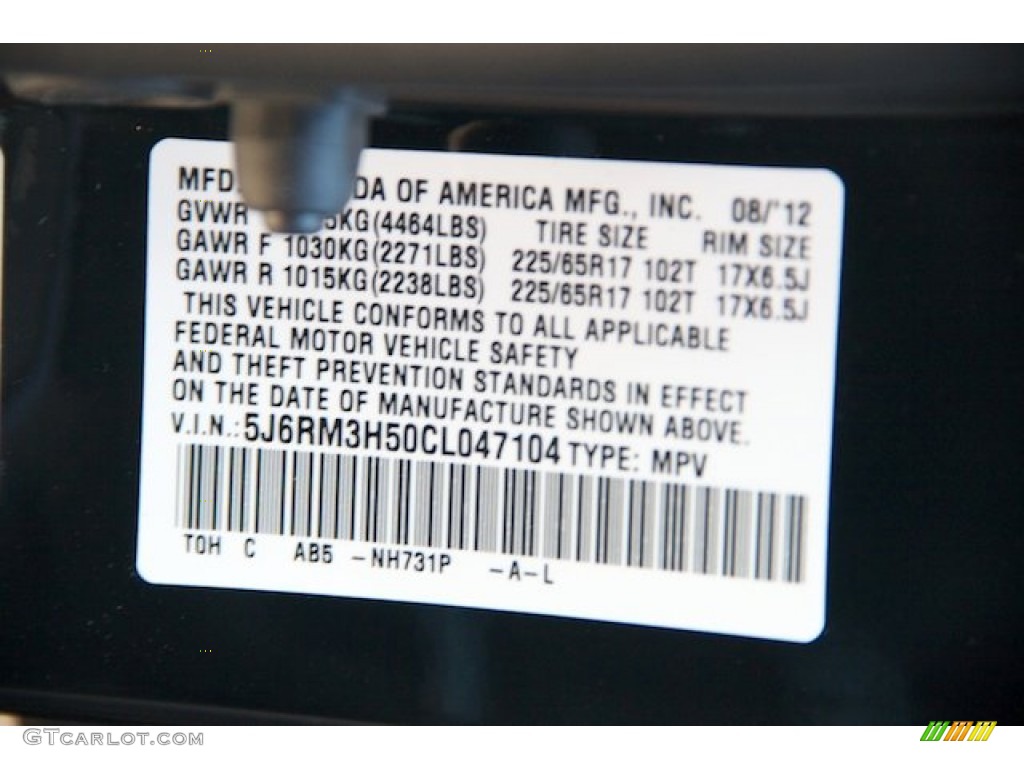 MFD. DA OF AMERICA MFG., INC. 08/'12
GVWR 5KG(4464LBS) TIRE SIZE RIM SIZE
GAWR F 1030KG(2271LBS) 225/65R17 102T 17X6.5J
GAWR R 1015KG(2238LBS) 225/65R17 102T 17X6.5J
THIS VEHICLE CONFORMS TO ALL APPLICABLE
FEDERAL MOTOR VEHICLE SAFETY
AND THEFT PREVENTION STANDARDS IN EFFECT
ON THE DATE OF MANUFACTURE SHOWN ABOVE.
V.I.N.: 5J6RM3H50CL047104 TYPE: MPV
TOH C AB5 -NH731P -A-L
GTCARLOT.COM